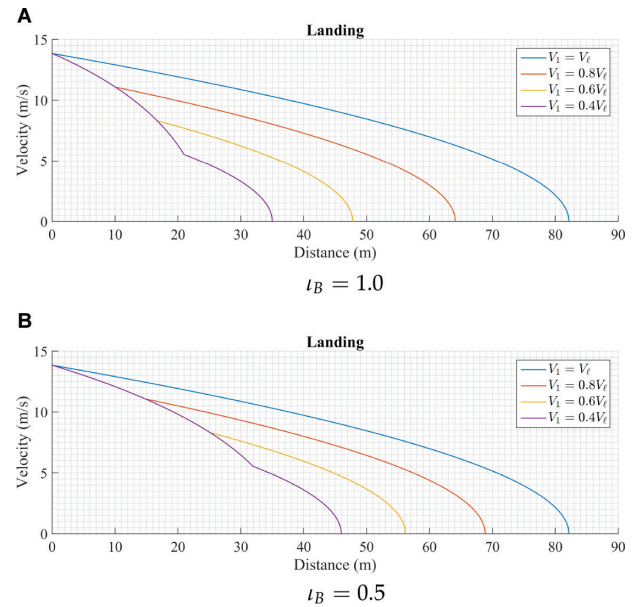 A
Landing
15
10
5
0
Velocity (m/s)
V₁ = Vℓ
V₁ = 0.8Vℓ
V₁ = 0.6Vℓ
V₁ = 0.4Vℓ
0 10 20 30 40 50 60 70 80 90
Distance (m)
ιB = 1.0
B
Landing
15
10
5
0
Velocity (m/s)
V₁ = Vℓ
V₁ = 0.8Vℓ
V₁ = 0.6Vℓ
V₁ = 0.4Vℓ
0 10 20 30 40 50 60 70 80 90
Distance (m)
ιB = 0.5